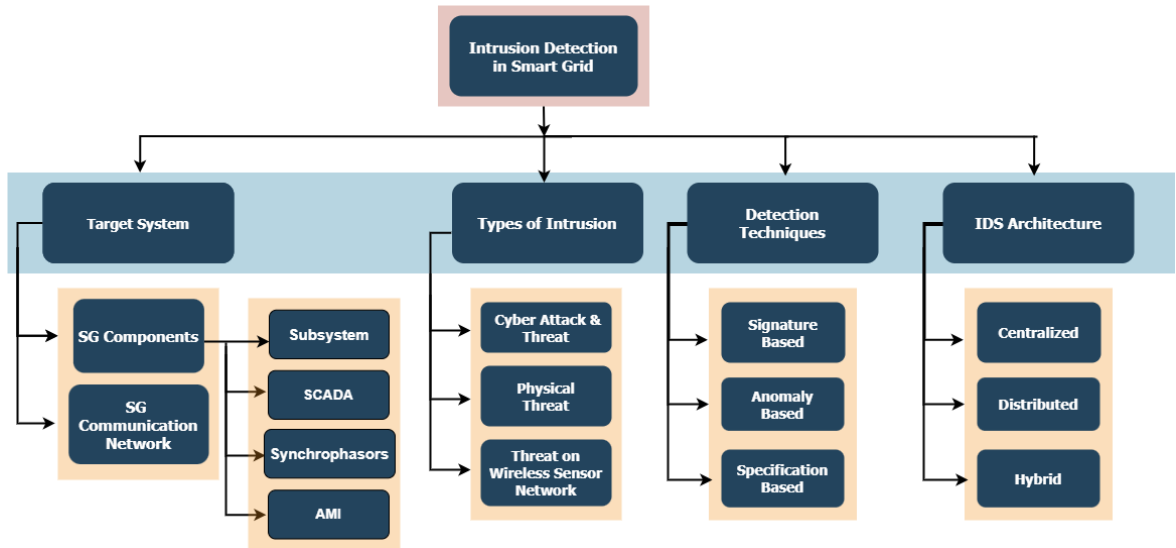 Intrusion Detection
in Smart Grid
Target System
Types of Intrusion
Detection
Techniques
IDS Architecture
SG Components
SG
Communication
Network
Subsystem
SCADA
Synchrophasors
AMI
Cyber Attack &
Threat
Physical
Threat
Threat on
Wireless Sensor
Network
Signature
Based
Anomaly
Based
Specification
Based
Centralized
Distributed
Hybrid